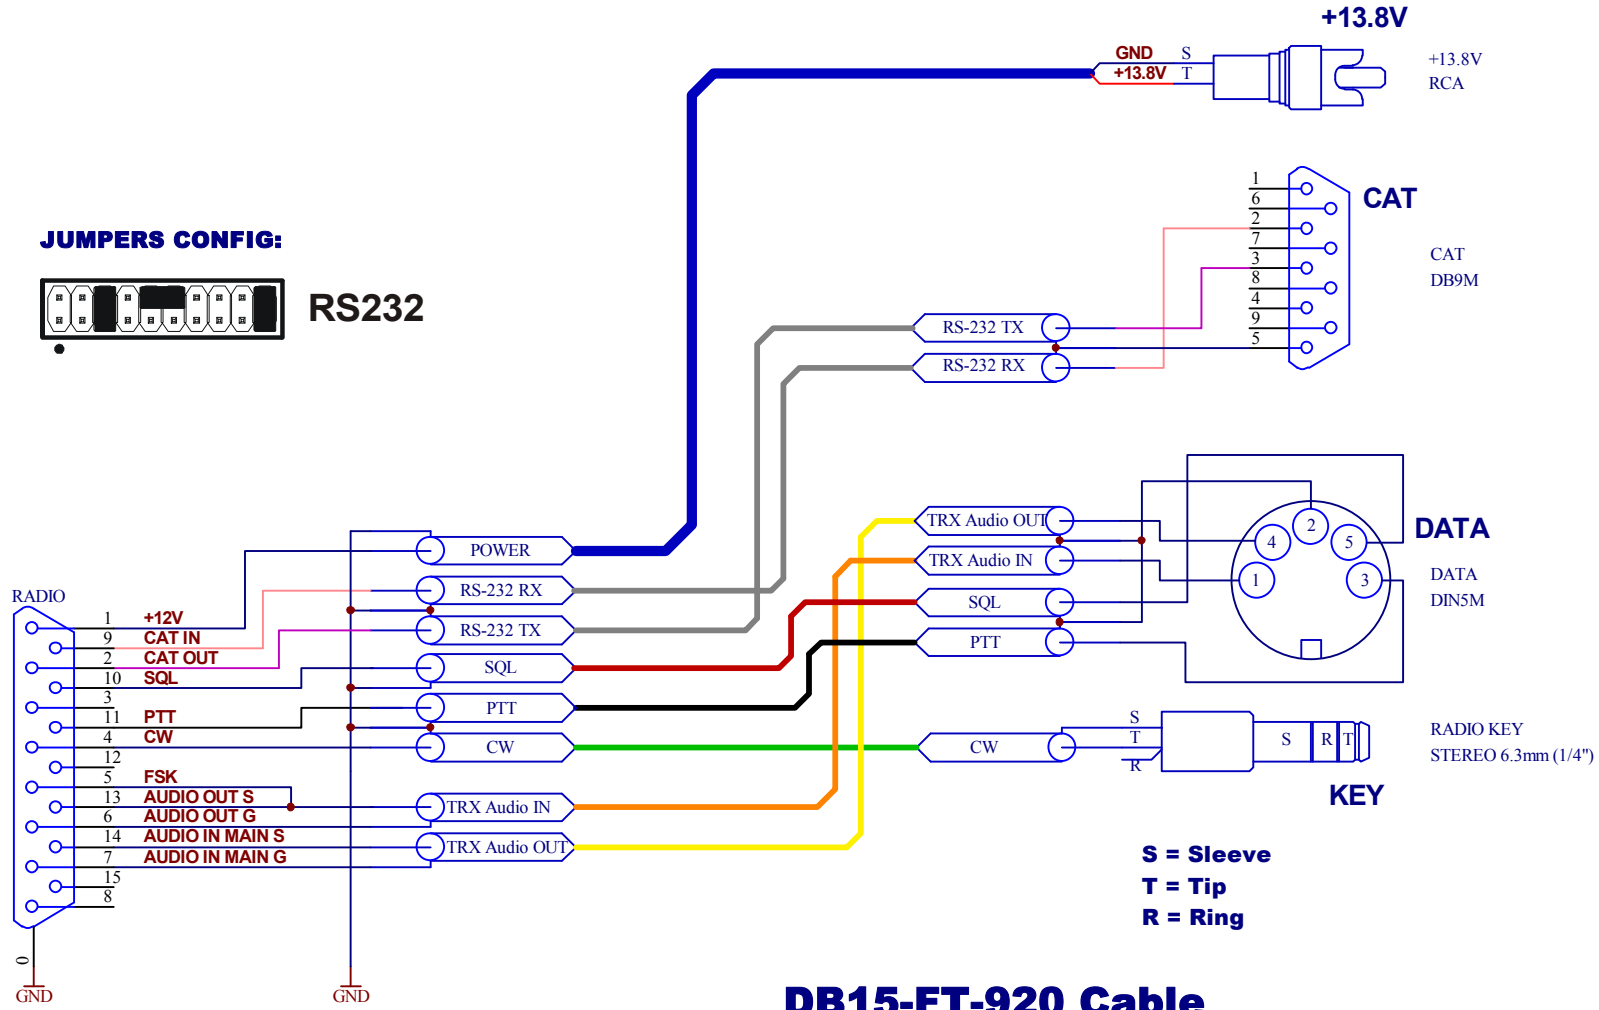 +13.8V
GND S
+13.8V T
+13.8V
RCA
1
6
2
7
3
8
4
9
5
CAT
CAT
DB9M
JUMPERS CONFIG:
RS232
RS-232 TX
RS-232 RX
TRX Audio OUT
TRX Audio IN
SQL
PTT
2
4
5
1
3
DATA
DATA
DIN5M
POWER
RS-232 RX
RS-232 TX
SQL
PTT
CW
TRX Audio IN
TRX Audio OUT
RADIO
1 +12V
9 CAT IN
2 CAT OUT
10 SQL
3
11 PTT
4 CW
12
5 FSK
13 AUDIO OUT S
6 AUDIO OUT G
14 AUDIO IN MAIN S
7 AUDIO IN MAIN G
15
8
0
GND
GND
CW
S
T
R
S R T
RADIO KEY
STEREO 6.3mm (1/4")
KEY
S = Sleeve
T = Tip
R = Ring
DB15-FT-920 Cable